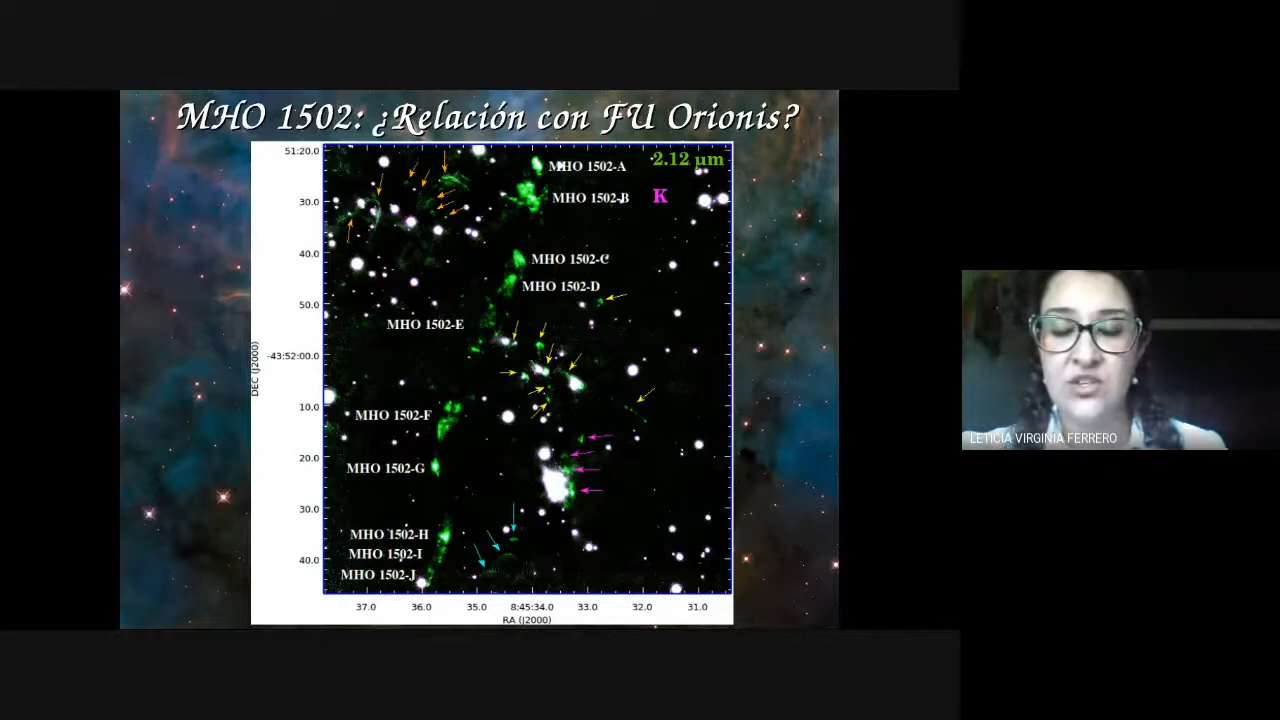 MHO 1502: ¿Relación con FU Orionis?
51:20.0
2.12 µm
MHO 1502-A
30.0
MHO 1502-B
K
40.0
MHO 1502-C
MHO 1502-D
50.0
MHO 1502-E
-43:52:00.0
DEC (J2000)
10.0
MHO 1502-F
20.0
MHO 1502-G
30.0
MHO 1502-H
MHO 1502-I
40.0
MHO 1502-J
37.0 36.0 35.0 8:45:34.0 33.0 32.0 31.0
RA (J2000)
LETICIA VIRGINIA FERRERO